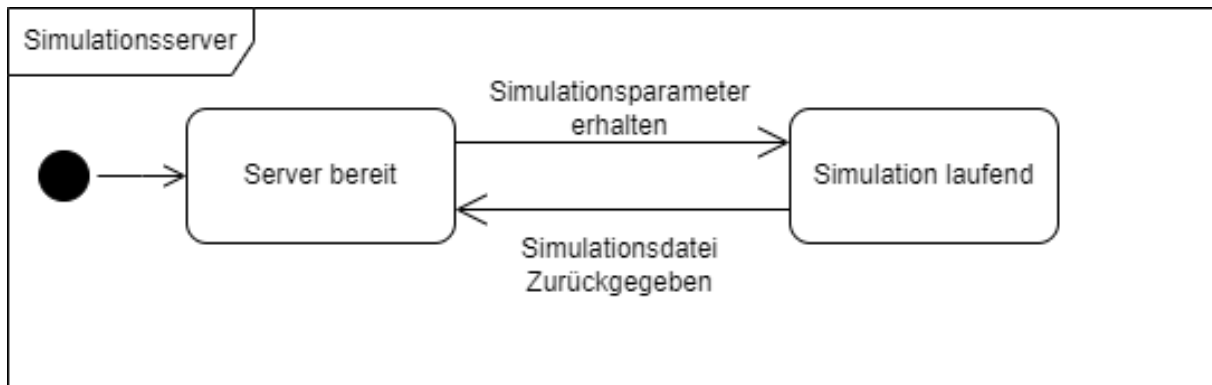 Simulationsserver
Simulationsparameter
erhalten
Server bereit
Simulation laufend
Simulationsdatei
Zurückgegeben